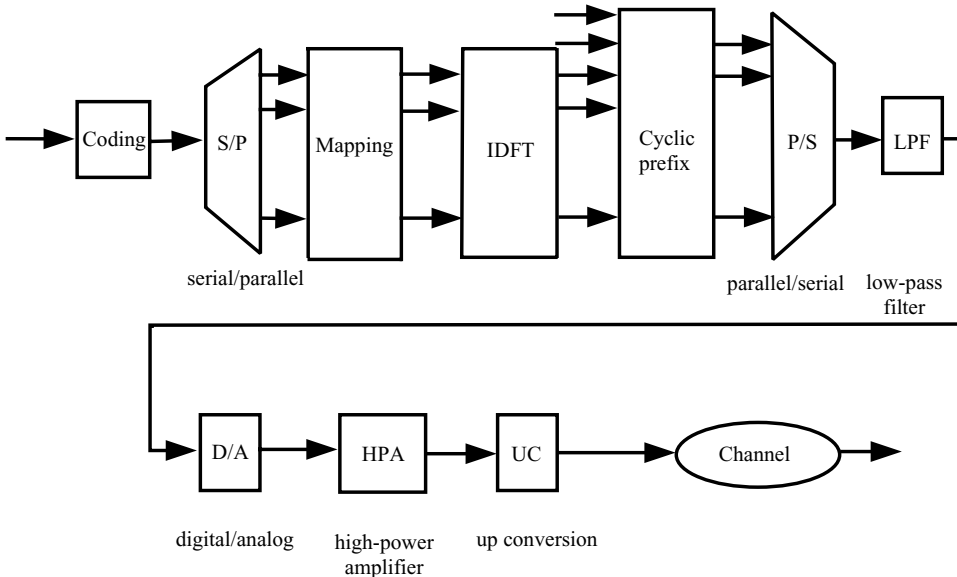 Coding
S/P
Mapping
IDFT
Cyclic
prefix
P/S
LPF
serial/parallel
parallel/serial
low-pass
filter
D/A
HPA
UC
Channel
digital/analog
high-power
amplifier
up conversion